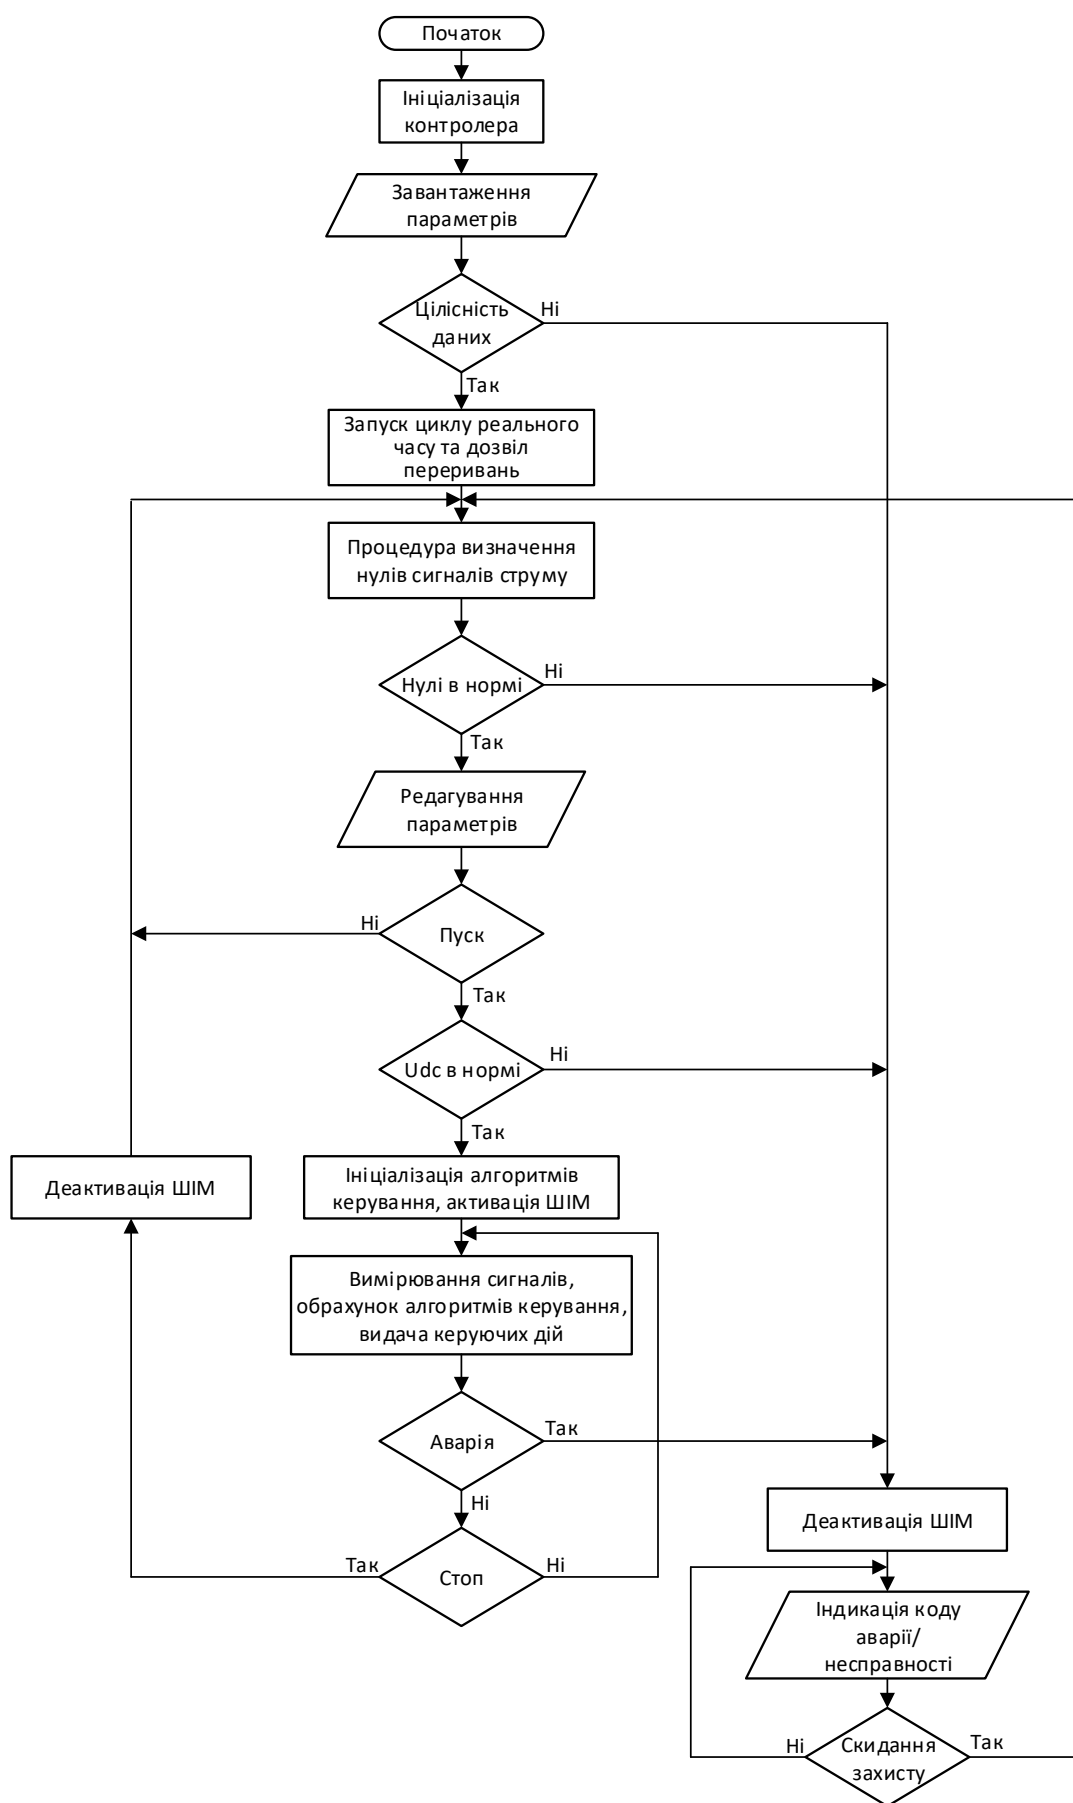 Початок
Ініціалізація
контролера
Завантаження
параметрів
Цілісність
даних
Ні
Так
Запуск циклу реального
часу та дозвіл
переривань
Процедура визначення
нулів сигналів струму
Нулі в нормі
Ні
Так
Редагування
параметрів
Ні
Пуск
Так
Udc в нормі
Ні
Так
Деактивація ШІМ
Ініціалізація алгоритмів
керування, активація ШІМ
Вимірювання сигналів,
обрахунок алгоритмів керування,
видача керуючих дій
Аварія
Так
Ні
Так
Стоп
Ні
Деактивація ШІМ
Індикація коду
аварії/
несправності
Ні
Скидання
захисту
Так